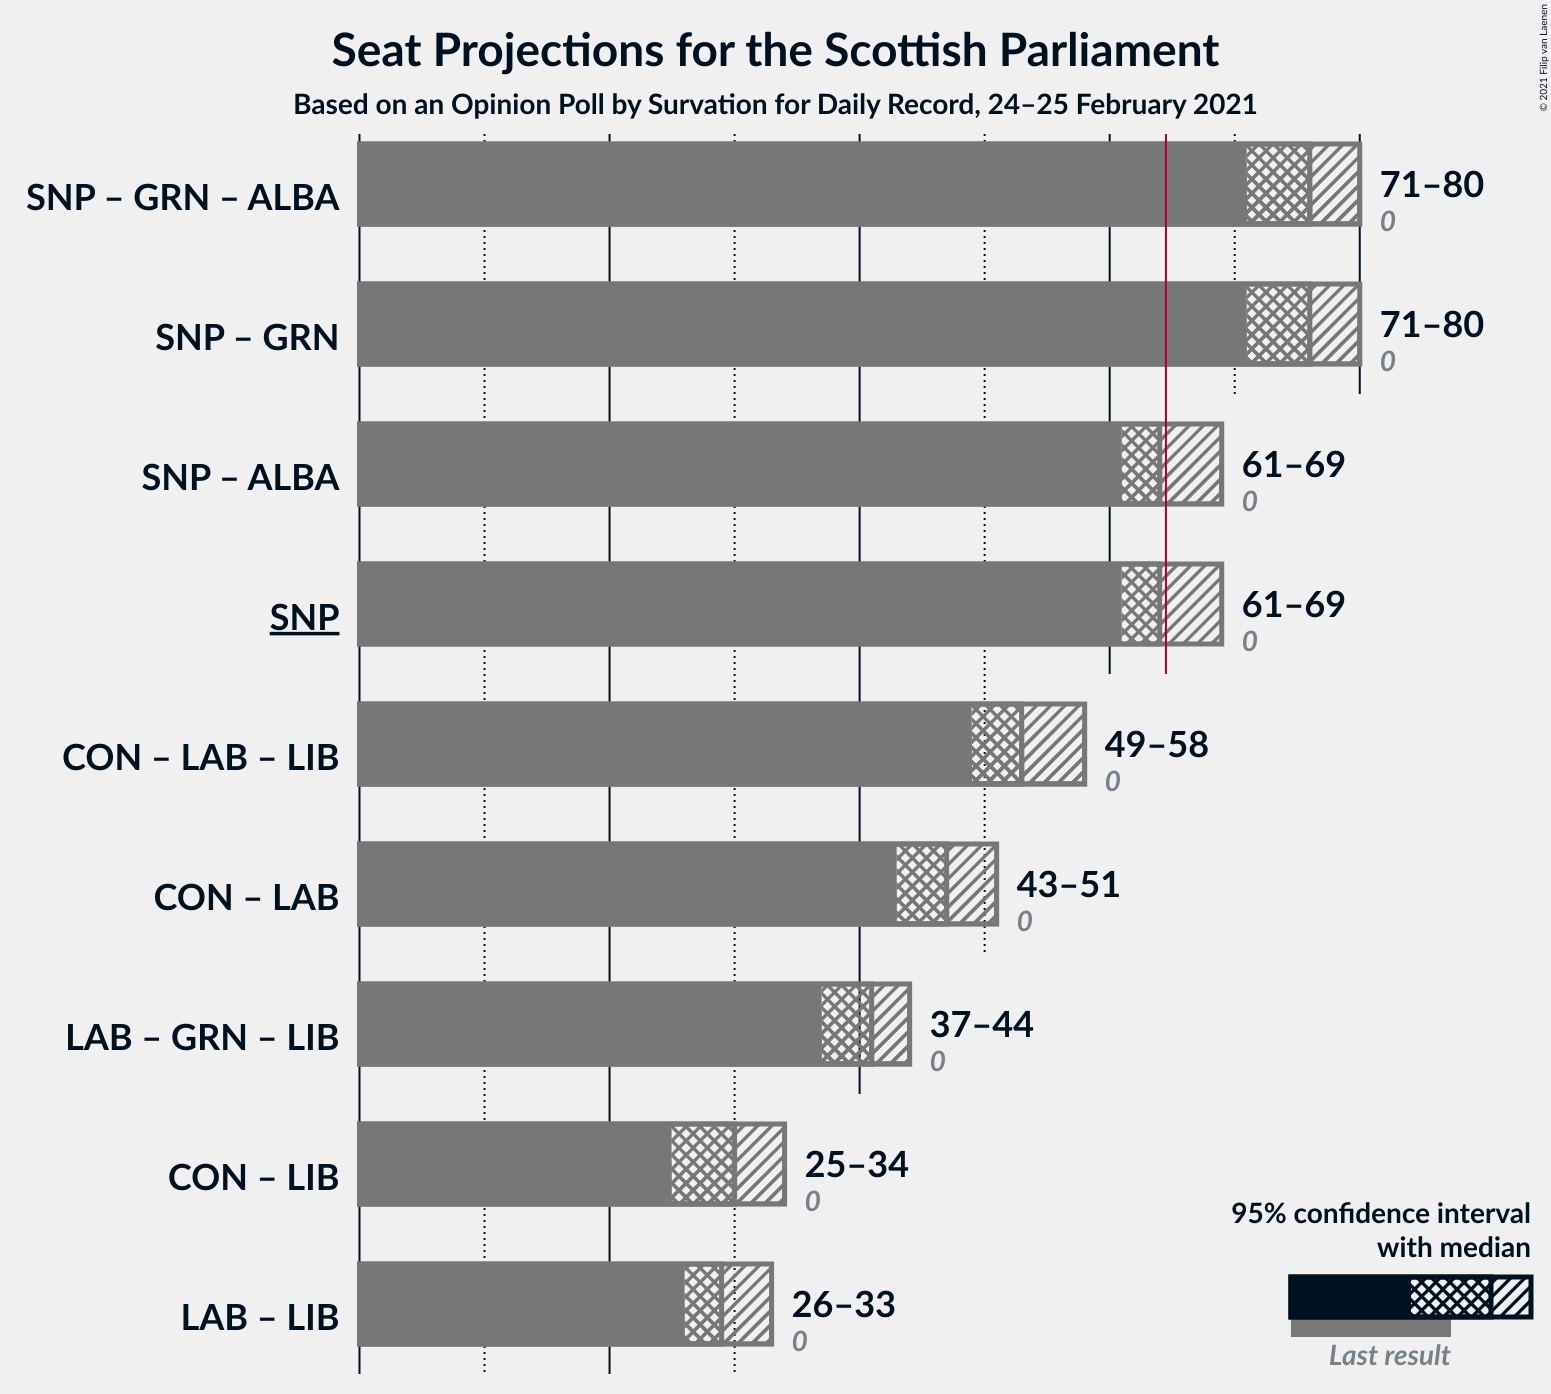 Seat Projections for the Scottish Parliament
Based on an Opinion Poll by Survation for Daily Record, 24–25 February 2021
© 2021 Filip van Laenen
SNP – GRN – ALBA
71–80
0
SNP – GRN
71–80
0
SNP – ALBA
61–69
0
SNP
61–69
0
CON – LAB – LIB
49–58
0
CON – LAB
43–51
0
LAB – GRN – LIB
37–44
0
CON – LIB
25–34
0
LAB – LIB
26–33
0
95% confidence interval
with median
Last result